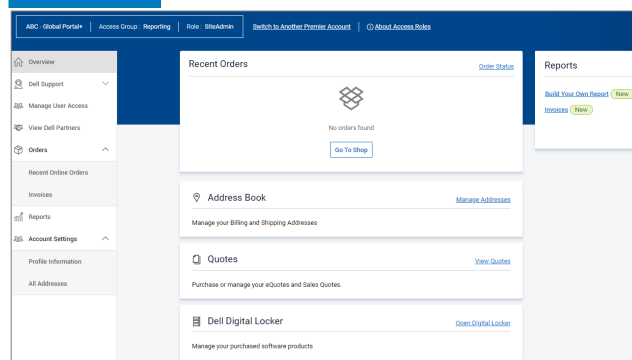 ABC - Global Portal+ Access Group : Reporting Role : SiteAdmin Switch to Another Premier Account About Access Roles
Overview
Dell Support
Manage User Access
View Dell Partners
Orders
Recent Online Orders
Invoices
Reports
Account Settings
Profile Information
All Addresses
Recent Orders Order Status
No orders found
Go To Shop
Address Book Manage Addresses
Manage your Billing and Shipping Addresses
Quotes View Quotes
Purchase or manage your eQuotes and Sales Quotes.
Dell Digital Locker Open Digital Locker
Manage your purchased software products
Reports
Build Your Own Report New
Invoices New